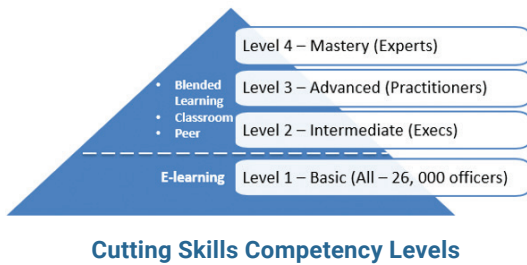 Level 4 – Mastery (Experts)
• Blended
Learning
• Classroom
• Peer
Level 3 – Advanced (Practitioners)
Level 2 – Intermediate (Execs)
E-learning
Level 1 – Basic (All – 26, 000 officers)
Cutting Skills Competency Levels